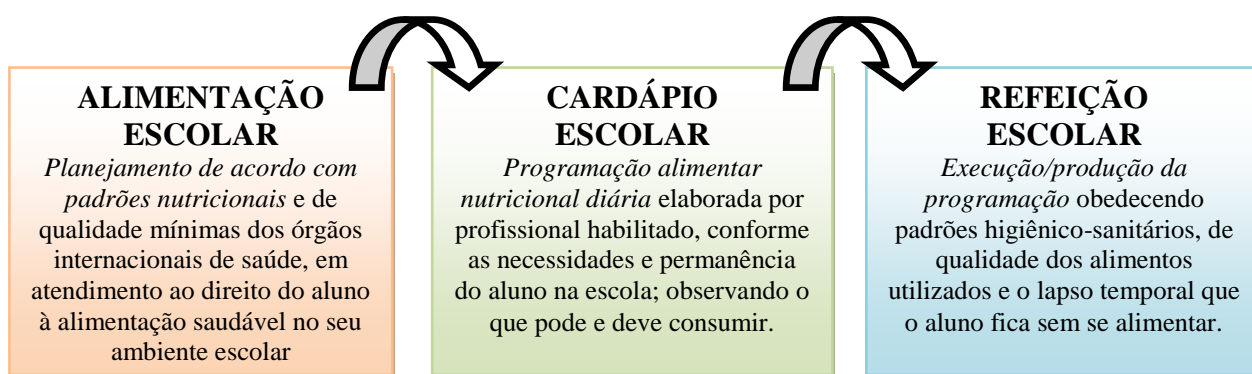 ALIMENTAÇÃO
ESCOLAR
Planejamento de acordo com
padrões nutricionais e de
qualidade mínimas dos órgãos
internacionais de saúde, em
atendimento ao direito do aluno
à alimentação saudável no seu
ambiente escolar
CARDÁPIO
ESCOLAR
Programação alimentar
nutricional diária elaborada por
profissional habilitado, conforme
as necessidades e permanência
do aluno na escola; observando o
que pode e deve consumir.
REFEIÇÃO
ESCOLAR
Execução/produção da
programação obedecendo
padrões higiênico-sanitários, de
qualidade dos alimentos
utilizados e o lapso temporal que
o aluno fica sem se alimentar.